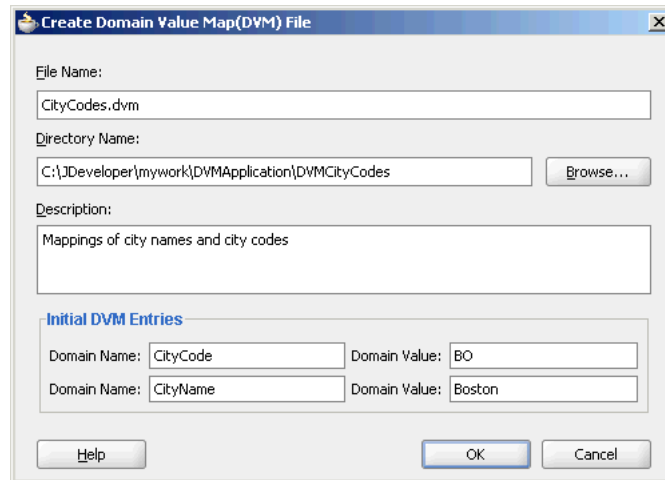 Create Domain Value Map(DVM) File
File Name:
CityCodes.dvm
Directory Name:
C:\JDeveloper\mywork\DVMApplication\DVMCityCodes
Browse...
Description:
Mappings of city names and city codes
Initial DVM Entries
Domain Name: CityCode Domain Value: BO
Domain Name: CityName Domain Value: Boston
Help OK Cancel